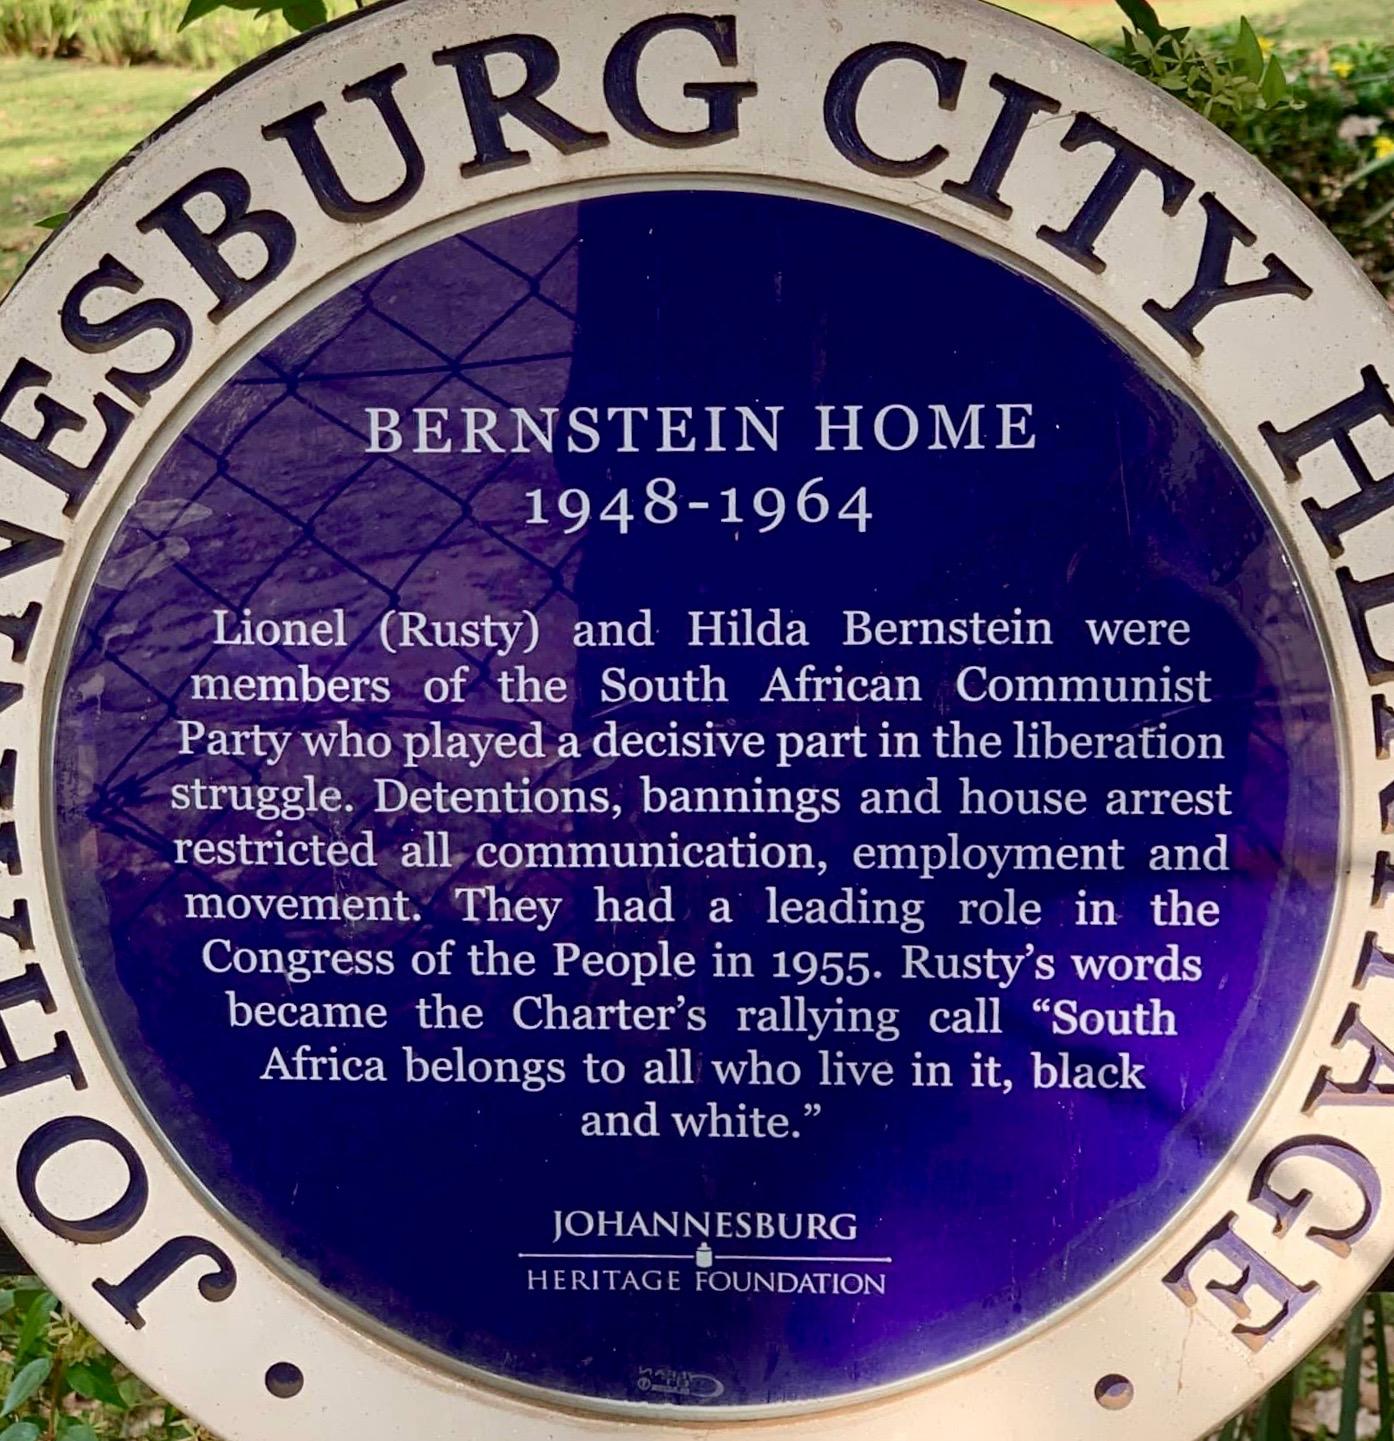 JOHANNESBURG CITY HERITAGE
BERNSTEIN HOME
1948-1964
Lionel (Rusty) and Hilda Bernstein were
members of the South African Communist
Party who played a decisive part in the liberation
struggle. Detentions, bannings and house arrest
restricted all communication, employment and
movement. They had a leading role in the
Congress of the People in 1955. Rusty’s words
became the Charter’s rallying call “South
Africa belongs to all who live in it, black
and white.”
JOHANNESBURG
HERITAGE FOUNDATION